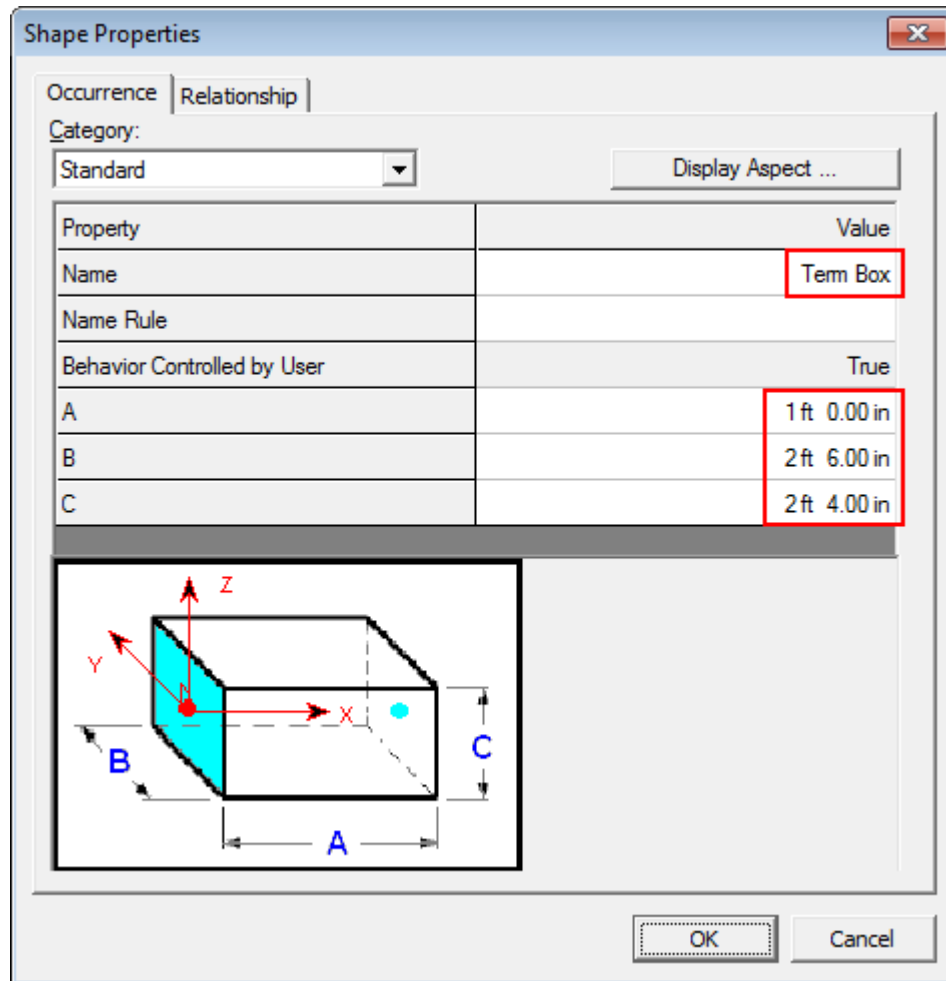 Shape Properties
Occurrence Relationship
Category:
Standard Display Aspect ...
Property Value
Name Term Box
Name Rule
Behavior Controlled by User True
A 1 ft 0.00 in
B 2 ft 6.00 in
C 2 ft 4.00 in
Z
Y
X
C
B
A
OK Cancel